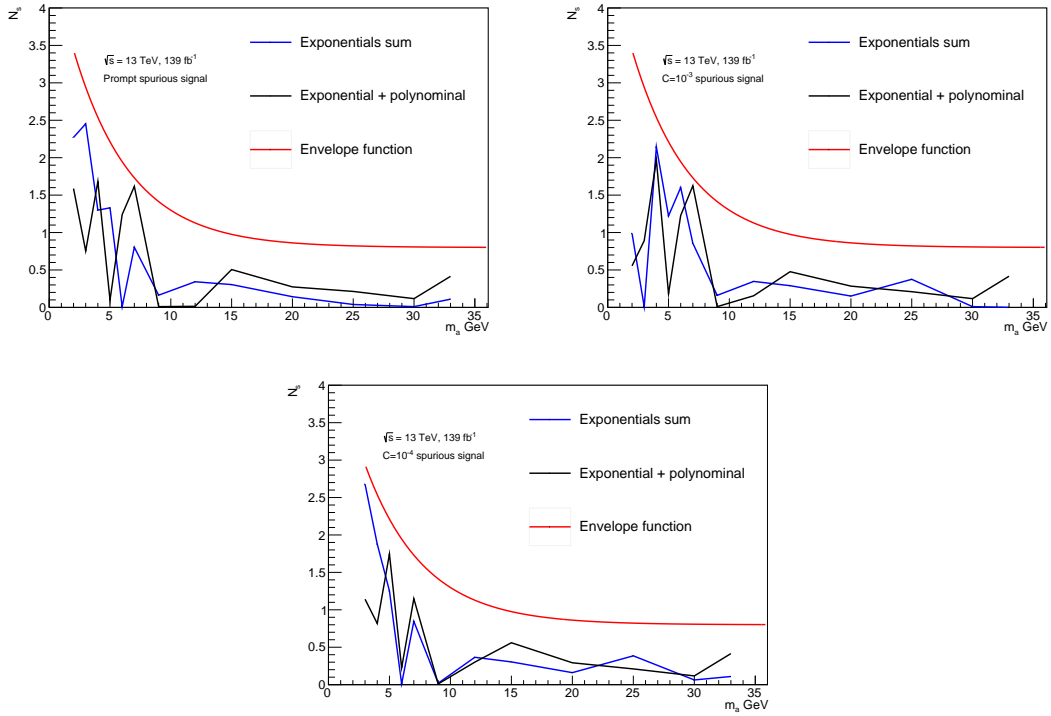 N_s
4
3.5
3
2.5
2
1.5
1
0.5
0
√s = 13 TeV, 139 fb⁻¹
Prompt spurious signal
Exponentials sum
Exponential + polynominal
Envelope function
0 5 10 15 20 25 30 35
m_a GeV
N_s
4
3.5
3
2.5
2
1.5
1
0.5
0
√s = 13 TeV, 139 fb⁻¹
C=10⁻³ spurious signal
Exponentials sum
Exponential + polynominal
Envelope function
0 5 10 15 20 25 30 35
m_a GeV
N_s
4
3.5
3
2.5
2
1.5
1
0.5
0
√s = 13 TeV, 139 fb⁻¹
C=10⁻⁴ spurious signal
Exponentials sum
Exponential + polynominal
Envelope function
0 5 10 15 20 25 30 35
m_a GeV